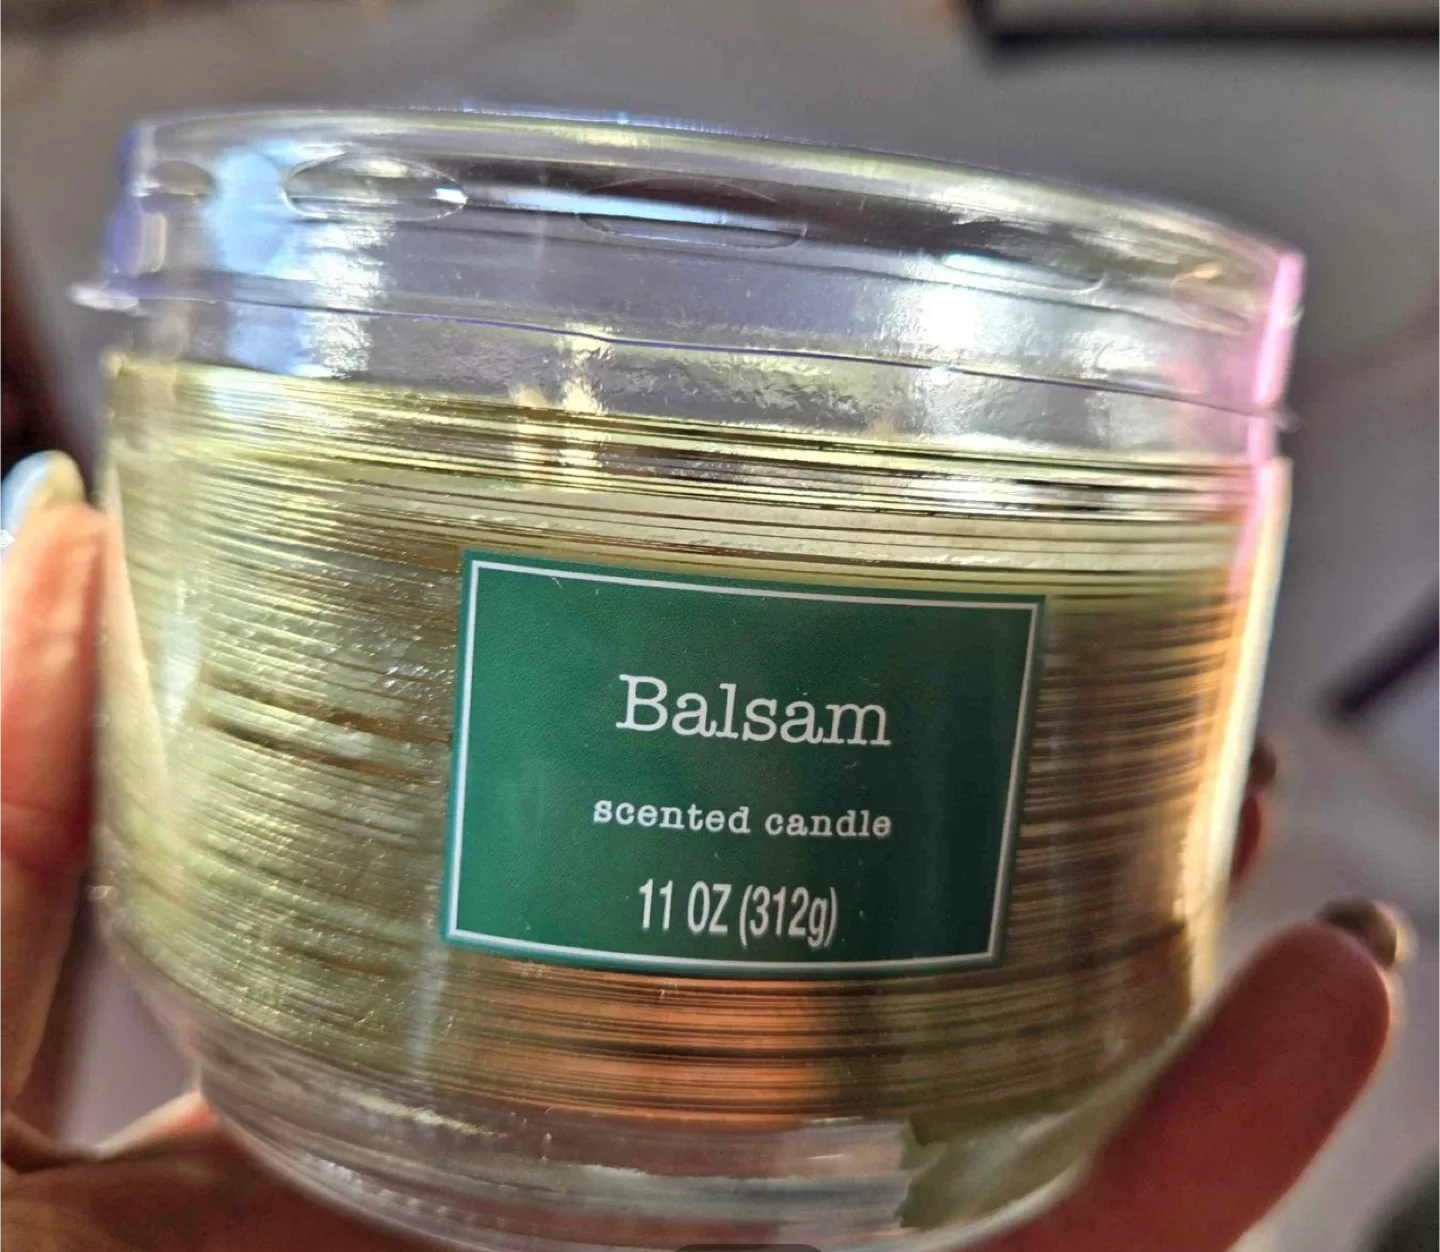 Balsam
scented candle
11 OZ (312g)